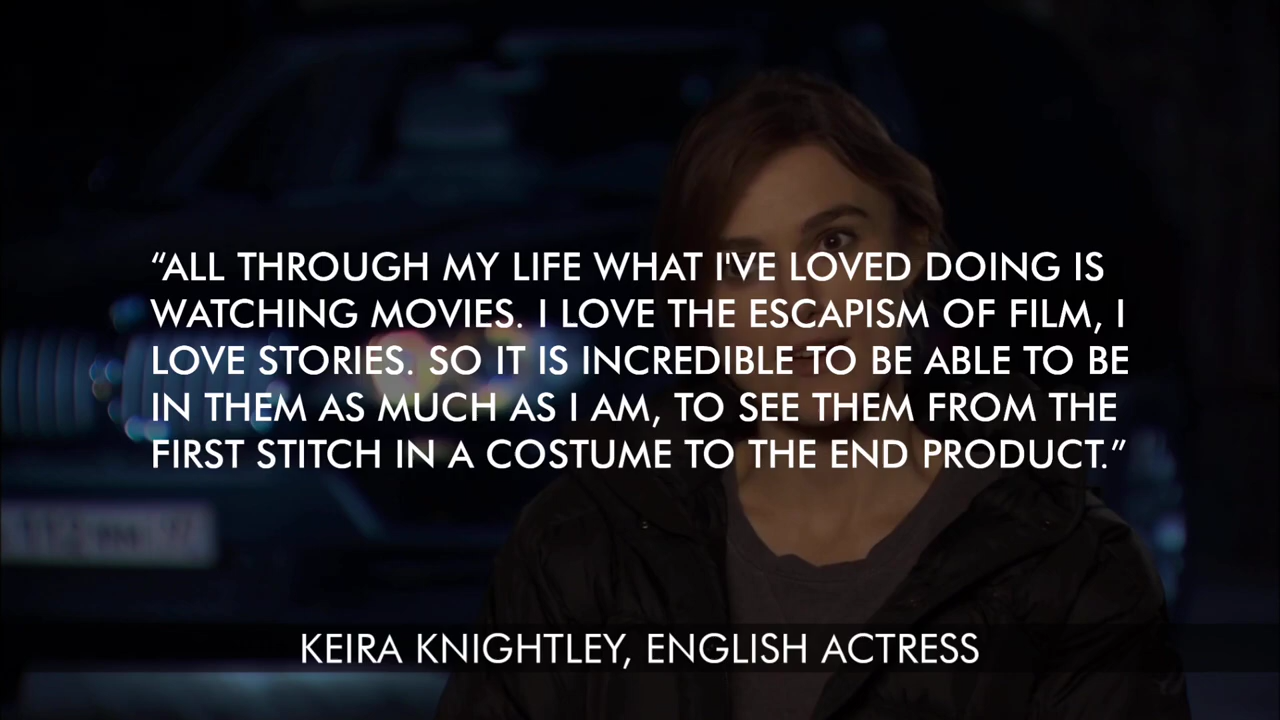 “ALL THROUGH MY LIFE WHAT I'VE LOVED DOING IS
WATCHING MOVIES. I LOVE THE ESCAPISM OF FILM, I
LOVE STORIES. SO IT IS INCREDIBLE TO BE ABLE TO BE
IN THEM AS MUCH AS I AM, TO SEE THEM FROM THE
FIRST STITCH IN A COSTUME TO THE END PRODUCT.”
KEIRA KNIGHTLEY, ENGLISH ACTRESS